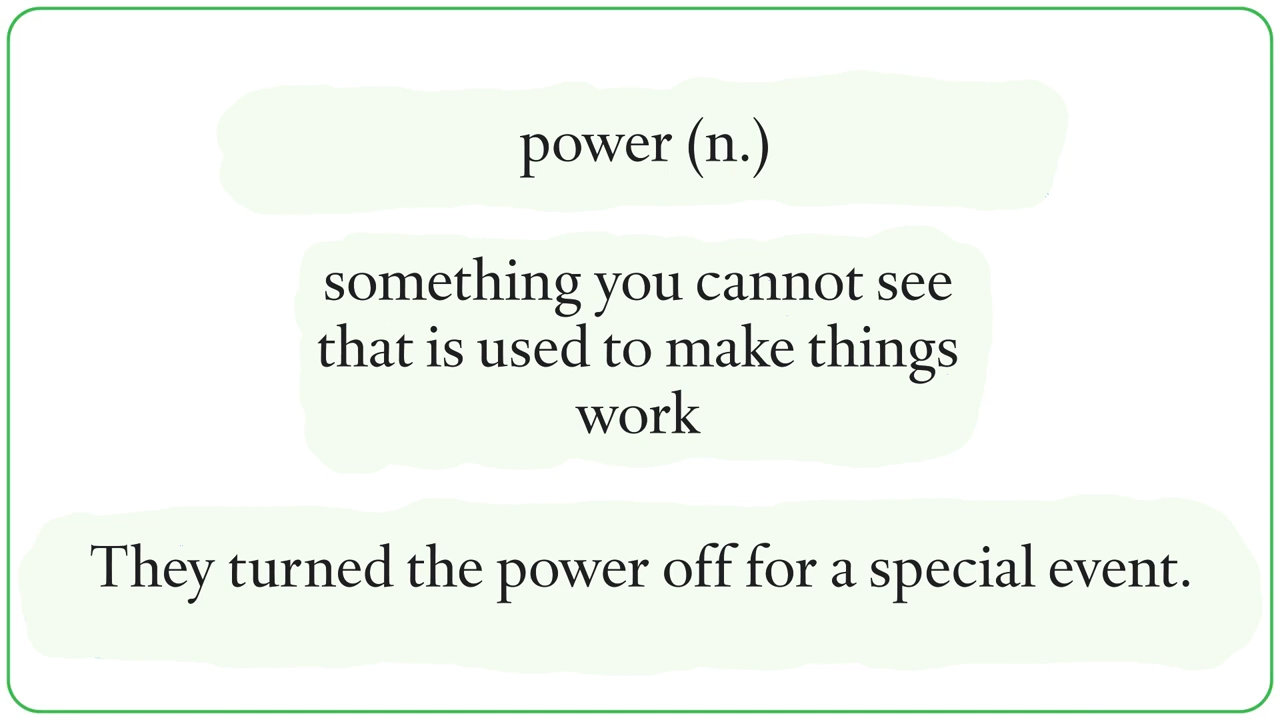 power (n.)
something you cannot see
that is used to make things
work
They turned the power off for a special event.